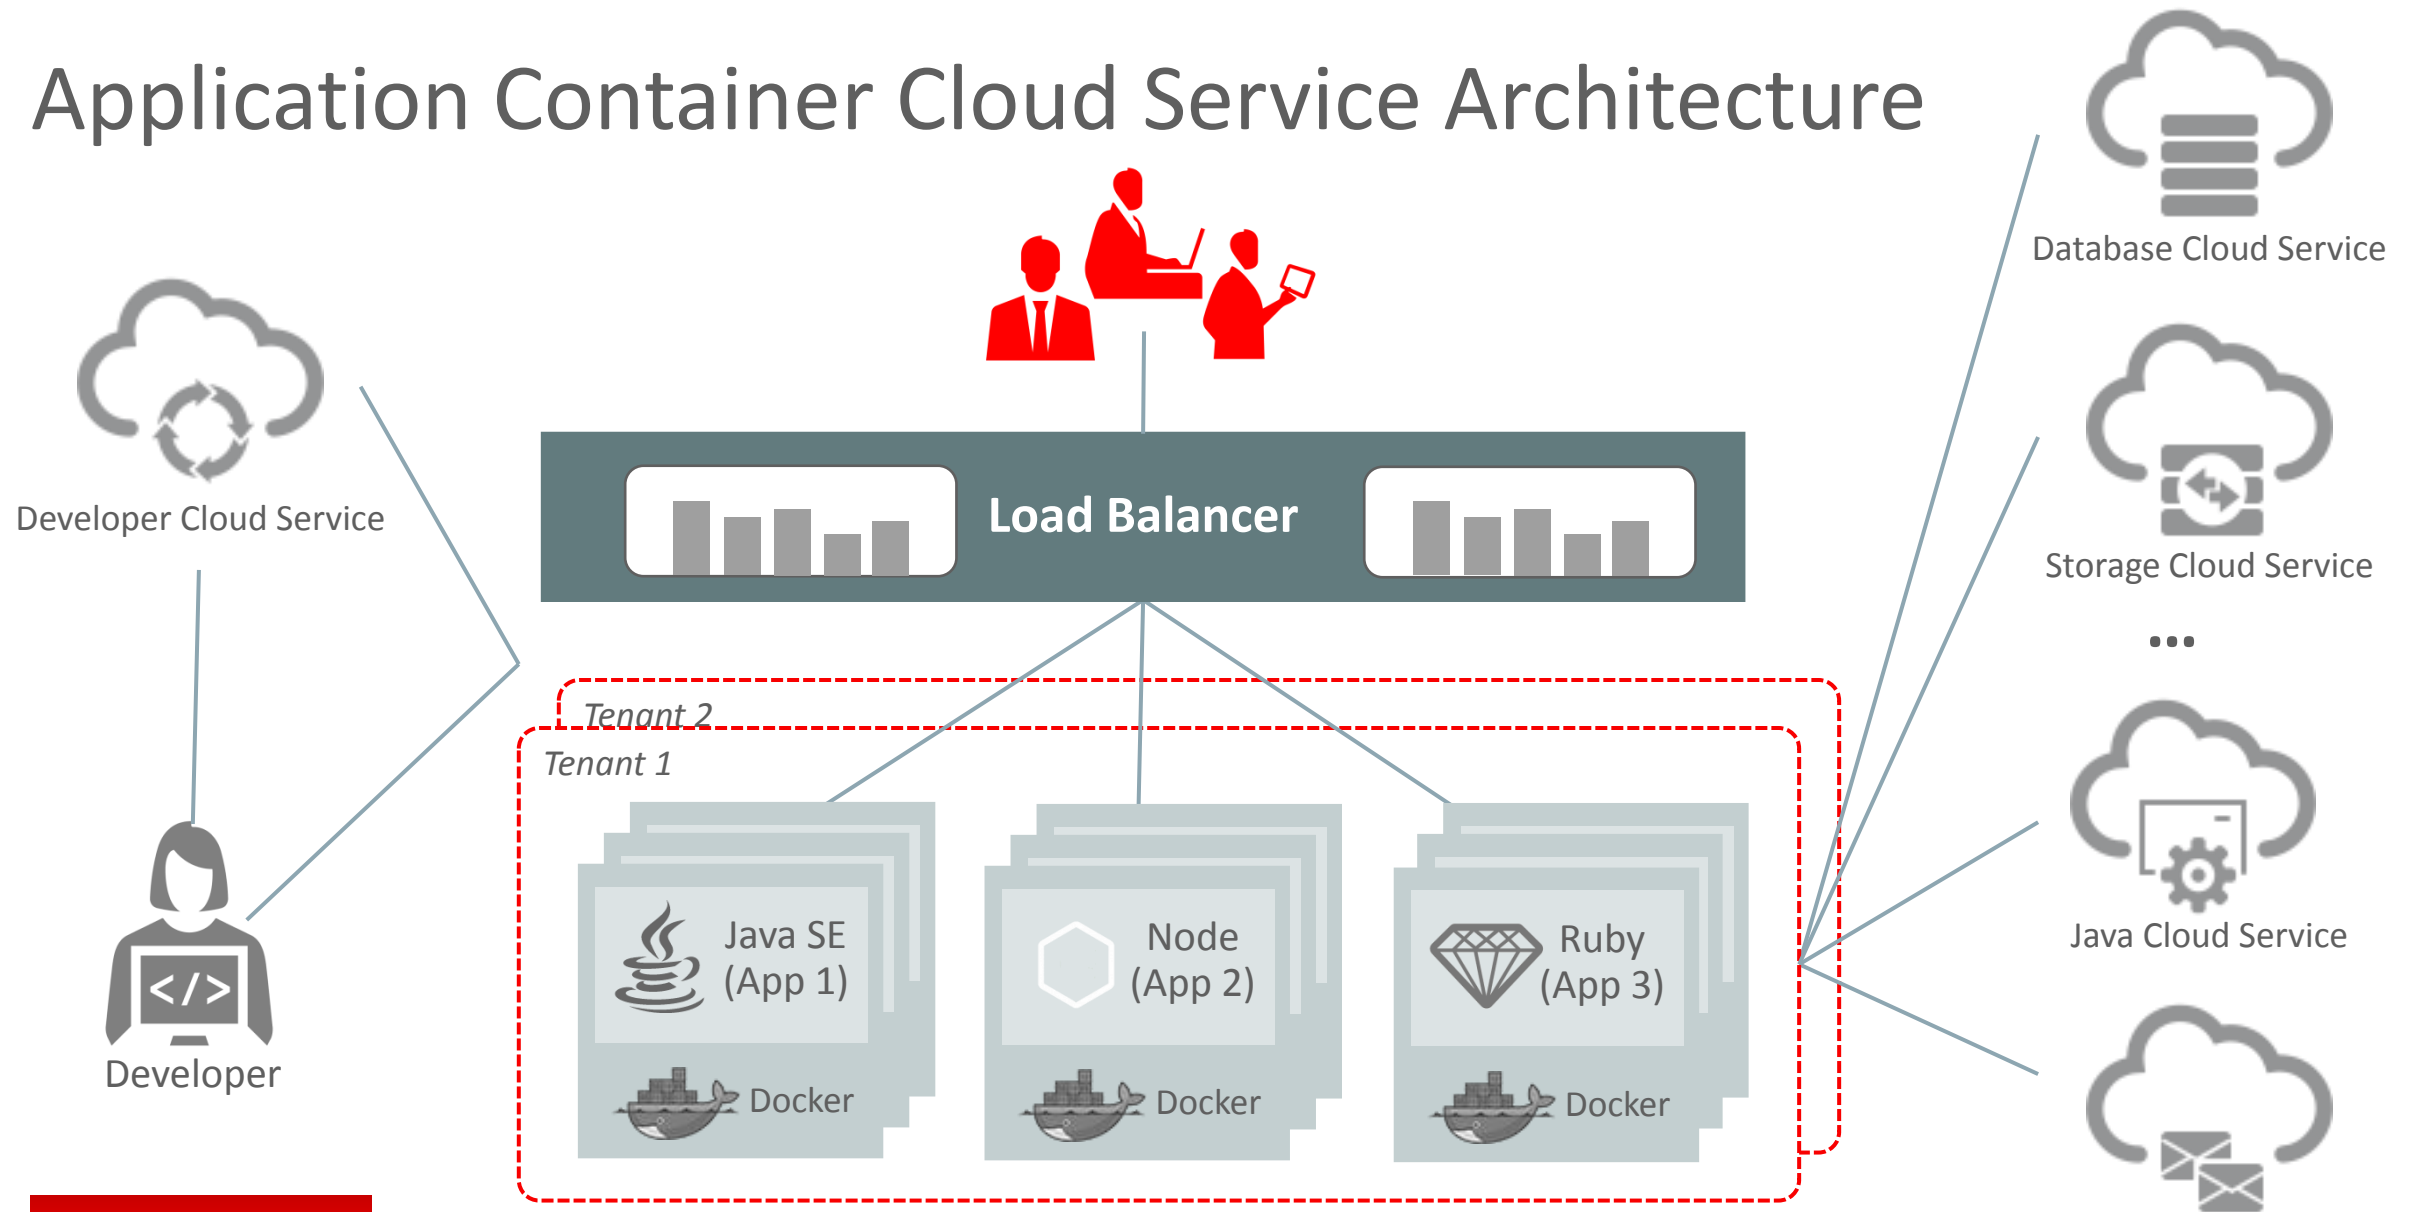 Application Container Cloud Service Architecture
Database Cloud Service
Developer Cloud Service
Load Balancer
Storage Cloud Service
...
Tenant 2
Tenant 1
Java SE
(App 1)
Docker
Node
(App 2)
Docker
Ruby
(App 3)
Docker
Java Cloud Service
</>
Developer